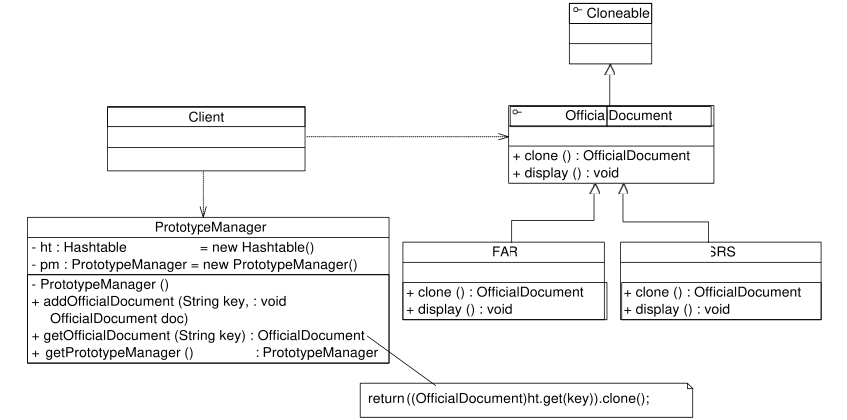 Cloneable
Client
OfficialDocument
+ clone () : OfficialDocument
+ display () : void
PrototypeManager
- ht : Hashtable = new Hashtable()
- pm : PrototypeManager = new PrototypeManager()
- PrototypeManager ()
+ addOfficialDocument (String key, : void
OfficialDocument doc)
+ getOfficialDocument (String key) : OfficialDocument
+ getPrototypeManager () : PrototypeManager
FAR
+ clone () : OfficialDocument
+ display () : void
SRS
+ clone () : OfficialDocument
+ display () : void
return ((OfficialDocument)ht.get(key)).clone();